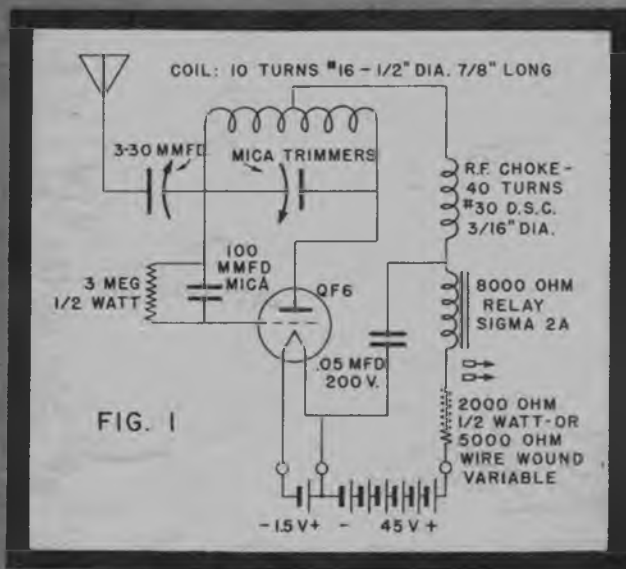 COIL: 10 TURNS #16 - 1/2" DIA. 7/8" LONG
3-30 MMFD
MICA TRIMMERS
R.F. CHOKE-
40 TURNS
#30 D.S.C.
3/16" DIA.
3 MEG
1/2 WATT
100
MMFD
MICA
QF6
8000 OHM
RELAY
SIGMA 2A
.05 MFD
200 V.
FIG. 1
2000 OHM
1/2 WATT-OR
5000 OHM
WIRE WOUND
VARIABLE
- 1.5 V + - 45 V +